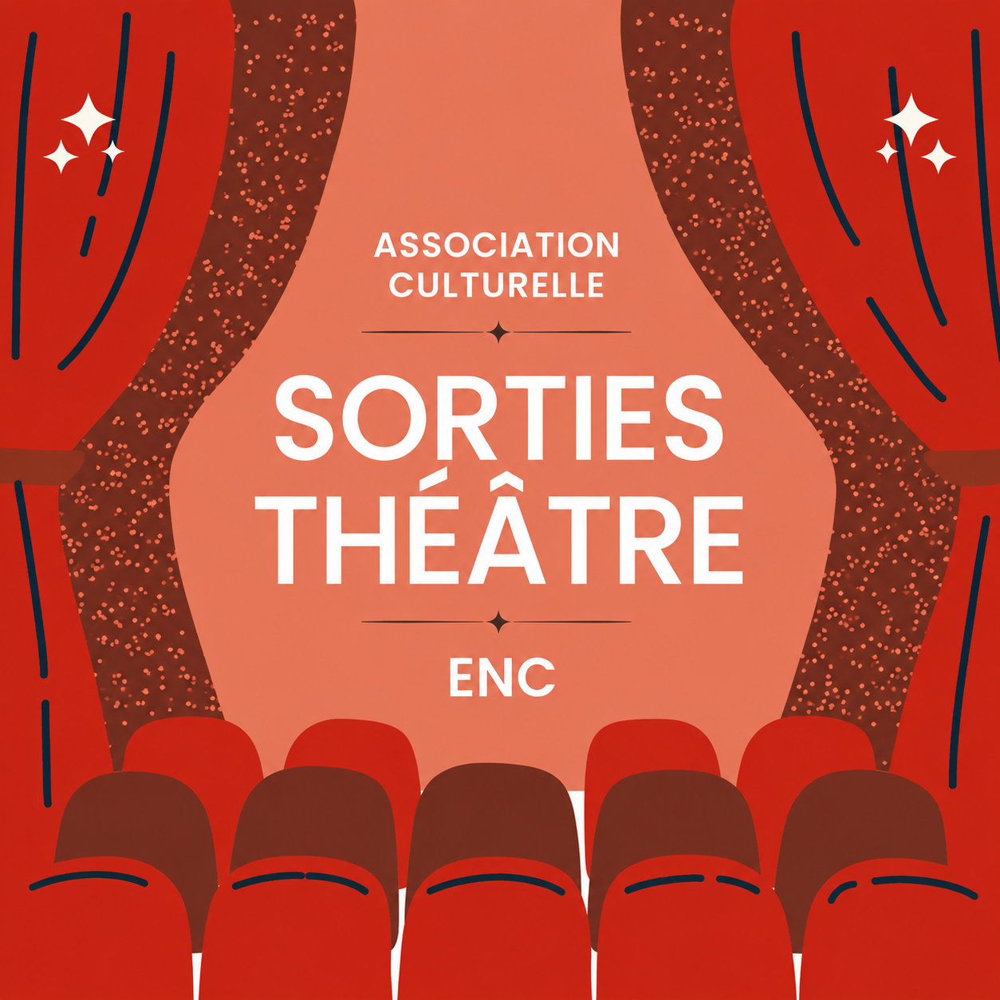 ASSOCIATION
CULTURELLE
SORTIES
THÉÂTRE
ENC